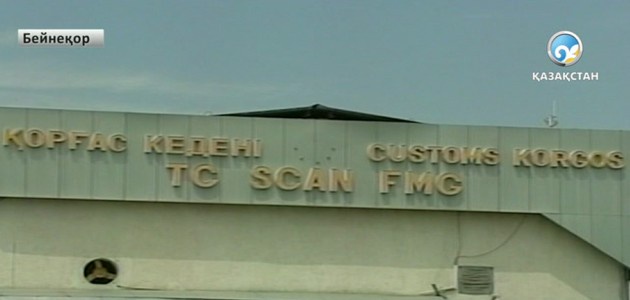 Бейнеқор
ҚАЗАҚСТАН
ҚОРҒАС КЕДЕНІ CUSTOMS KORGOS
TC SCAN FMG